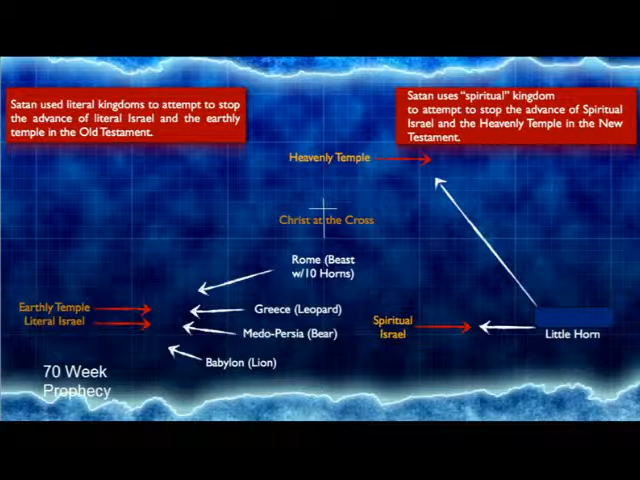 Satan used literal kingdoms to attempt to stop
the advance of literal Israel and the earthly
temple in the Old Testament.
Satan uses “spiritual” kingdom
to attempt to stop the advance of Spiritual
Israel and the Heavenly Temple in the New
Testament.
Heavenly Temple
Christ at the Cross
Rome (Beast
w/10 Horns)
Earthly Temple
Literal Israel
Greece (Leopard)
Medo-Persia (Bear)
Babylon (Lion)
Spiritual
Israel
Little Horn
70 Week
Prophecy